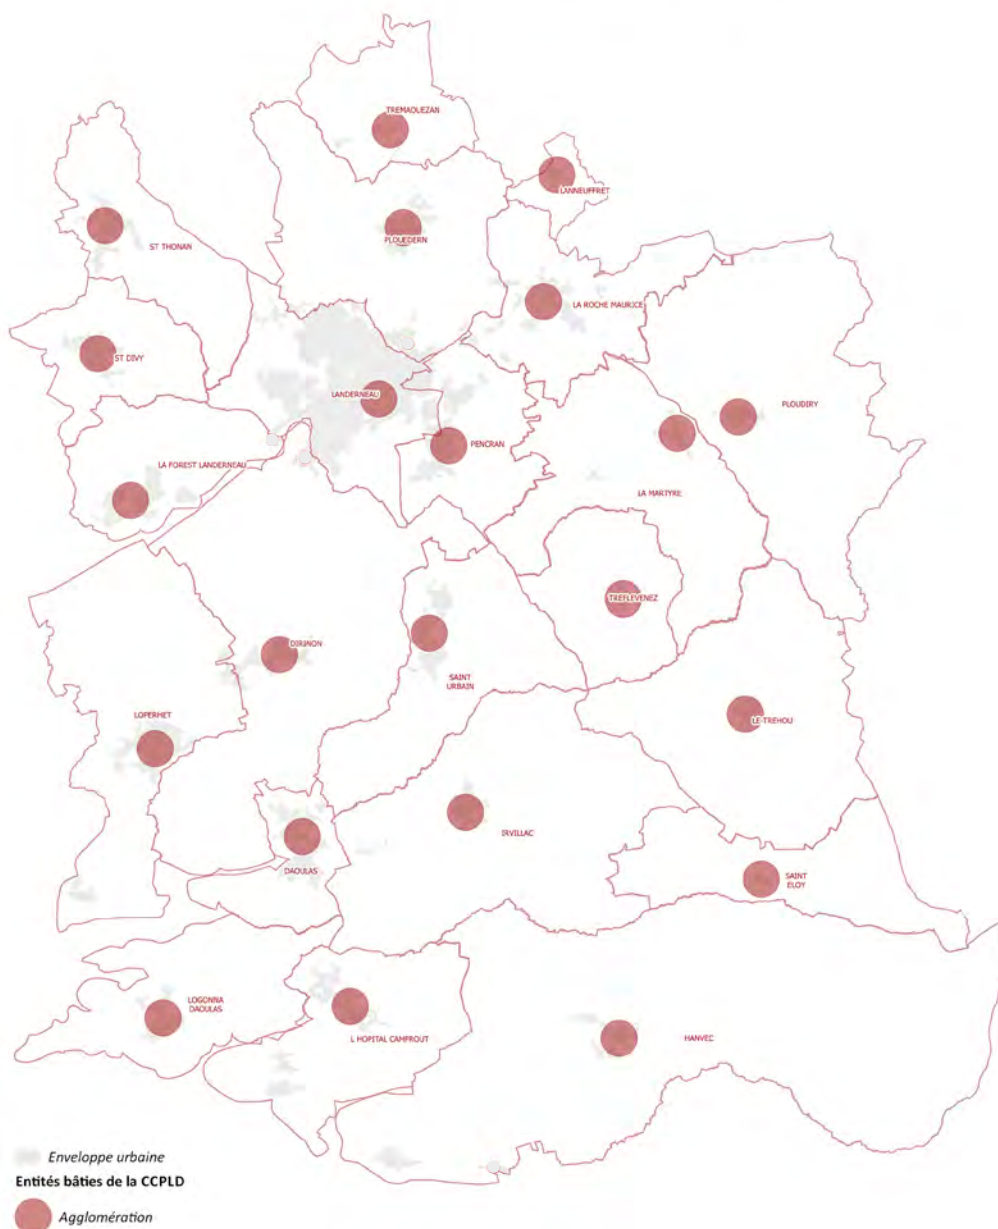 TREMAOUEZAN
LANNEUFFRET
PLOUEDERN
ST THONAN
LA ROCHE MAURICE
ST DIVY
LANDERNEAU
PLOUDIRY
PENCRAN
LA FOREST LANDERNEAU
LA MARTYRE
TREFLEVENEZ
DIRINON
SAINT
URBAIN
LOPERHET
LE TREHOU
IRVILLAC
DAOULAS
SAINT
ELOY
LOGONNA
DAOULAS
L HOPITAL CAMFROUT
HANVEC
Enveloppe urbaine
Entités bâties de la CCPLD
Agglomération